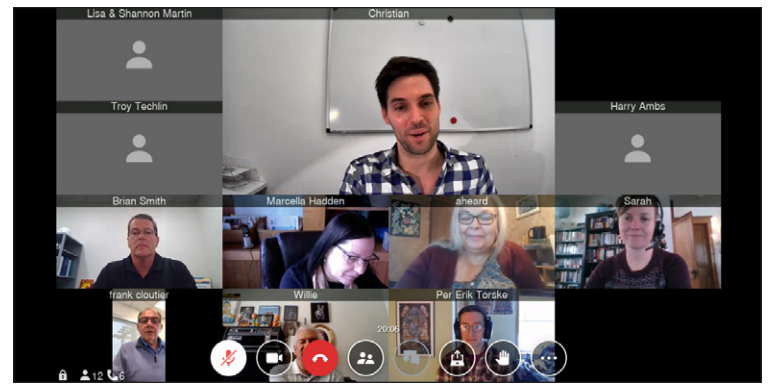 Lisa & Shannon Martin
Christian
Troy Techlin
Harry Ambs
Brian Smith
Marcella Hadden
aheard
Sarah
frank cloutier
Willie
Per Erik Torske
20:06
12
6